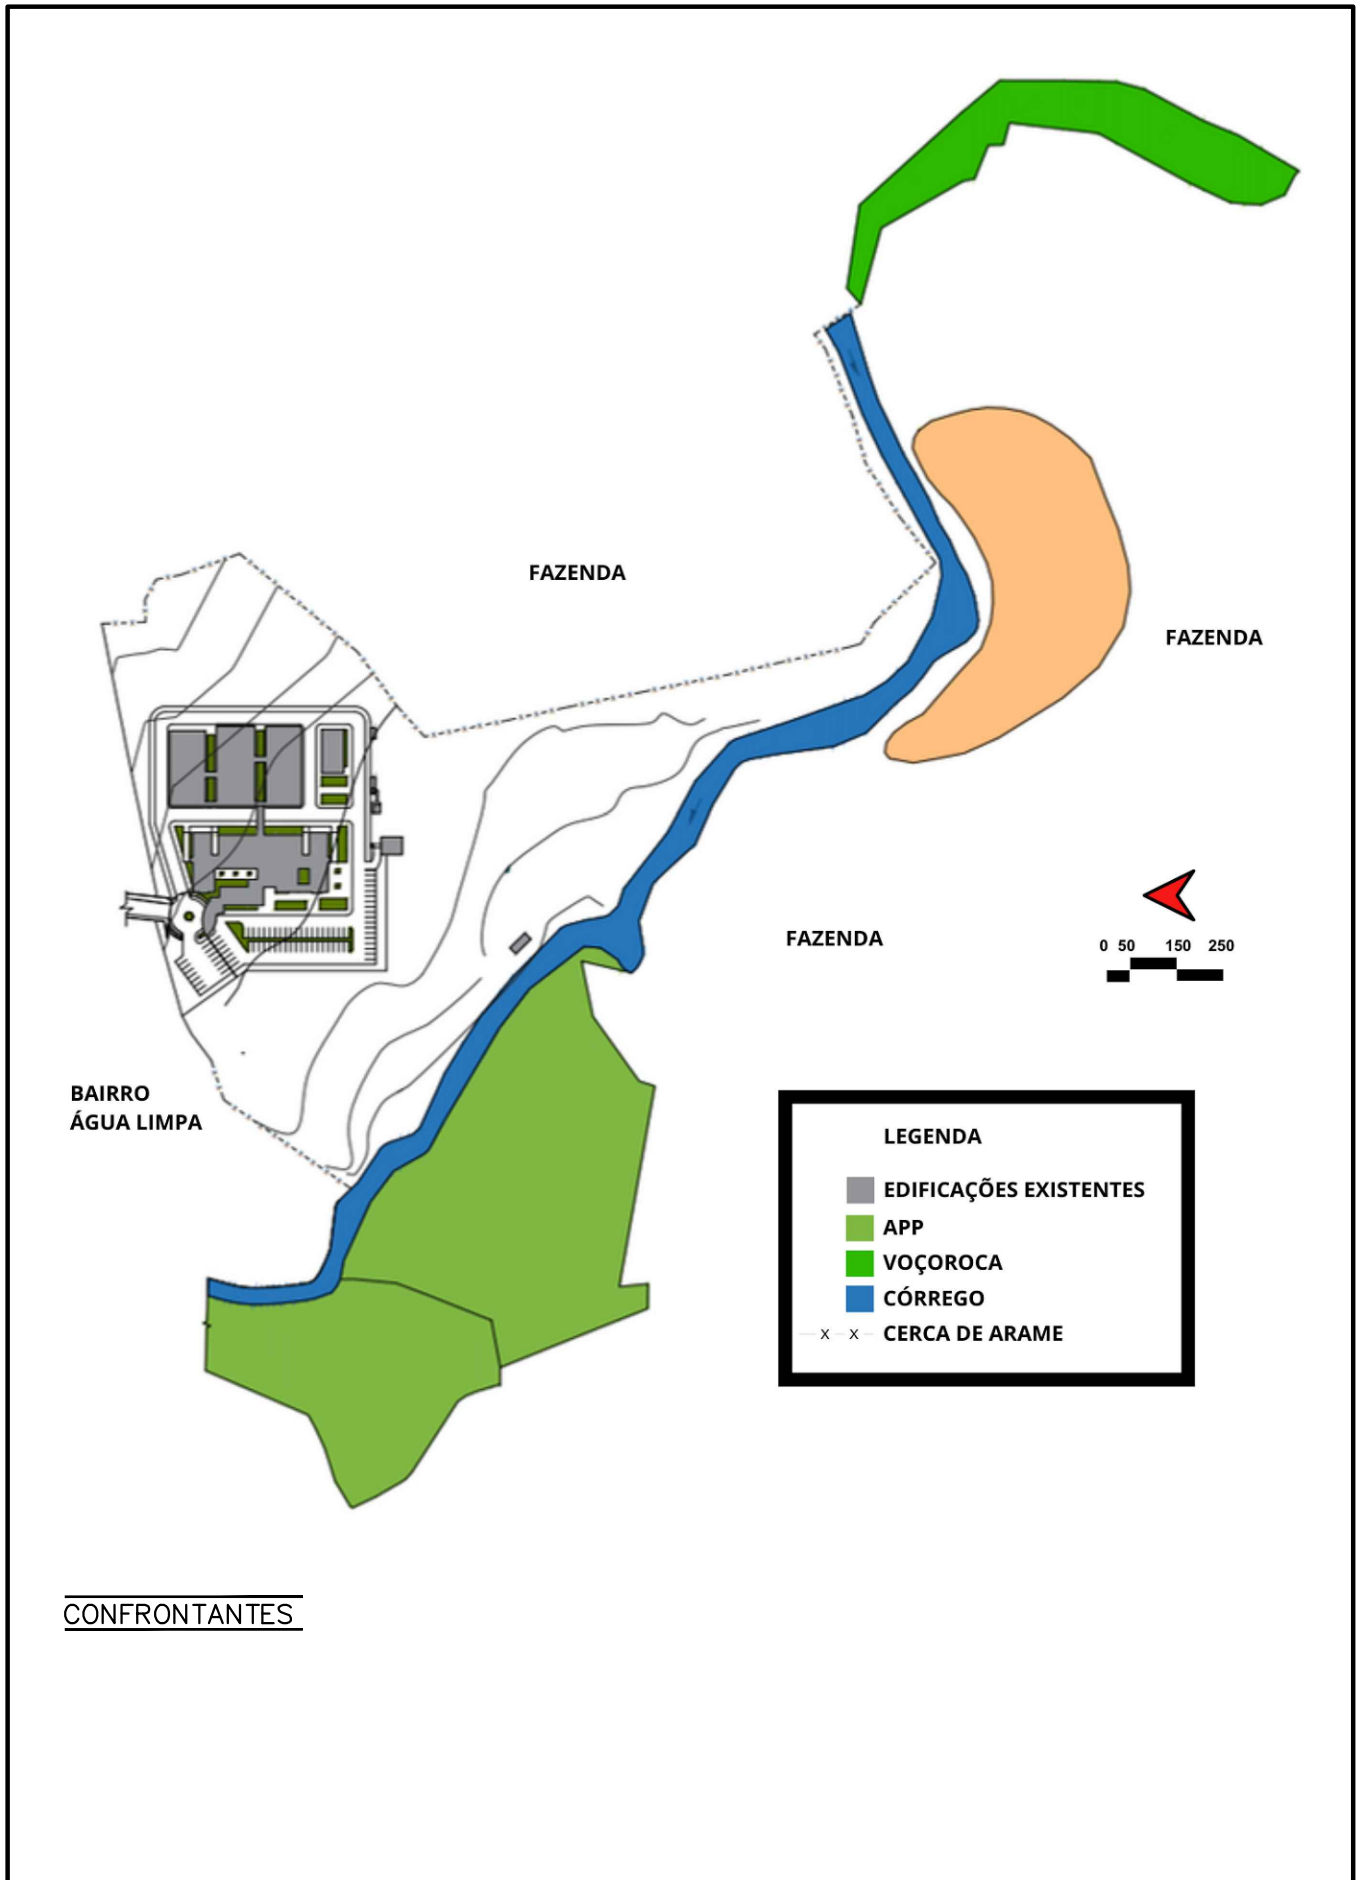 FAZENDA
FAZENDA
FAZENDA
0 50 150 250
BAIRRO
ÁGUA LIMPA
LEGENDA
EDIFICAÇÕES EXISTENTES
APP
VOÇOROCA
CÓRREGO
X X CERCA DE ARAME
CONFRONTANTES